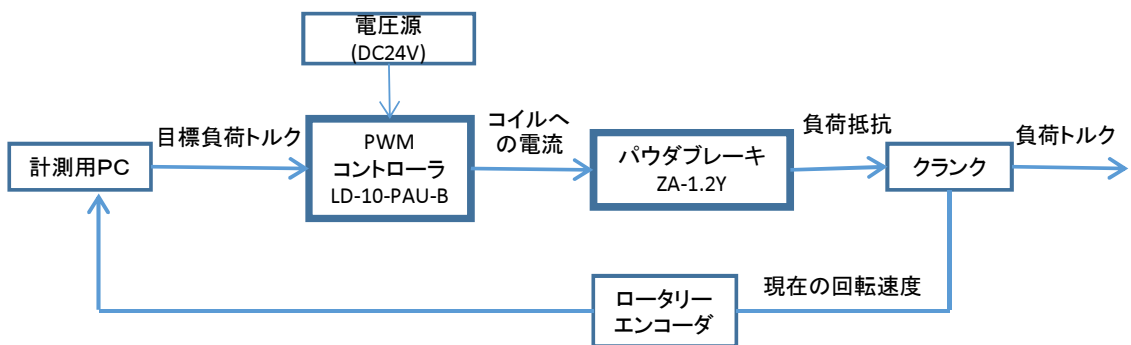 電圧源
(DC24V)
目標負荷トルク
コイルへ
の電流
負荷抵抗
負荷トルク
計測用ＰＣ
PWM
コントローラ
LD-10-PAU-B
パウダブレーキ
ZA-1.2Y
クランク
現在の回転速度
ロータリー
エンコーダ